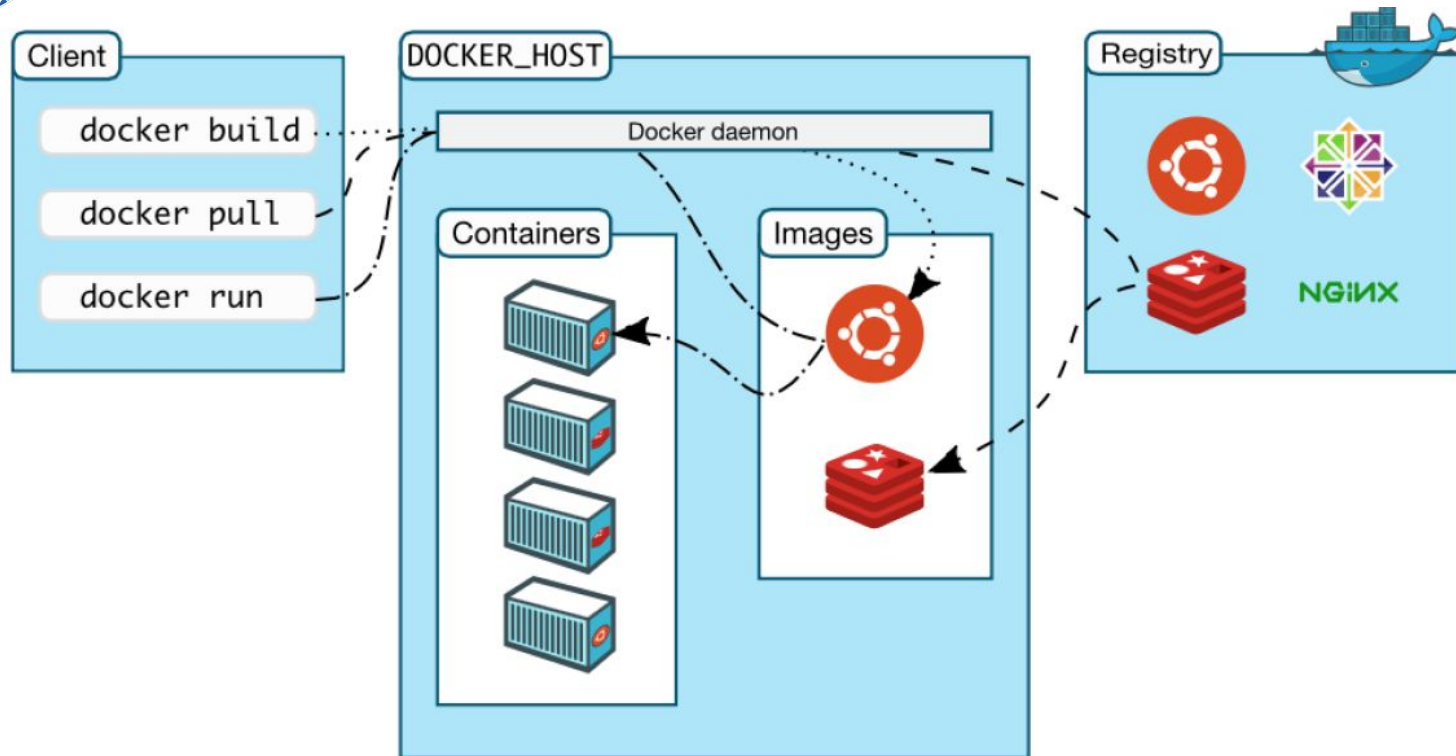 Client
docker build
docker pull
docker run
DOCKER_HOST
Docker daemon
Containers
Images
Registry
NGiNX